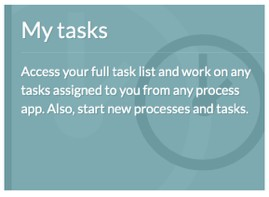 My tasks
Access your full task list and work on any
tasks assigned to you from any process
app. Also, start new processes and tasks.